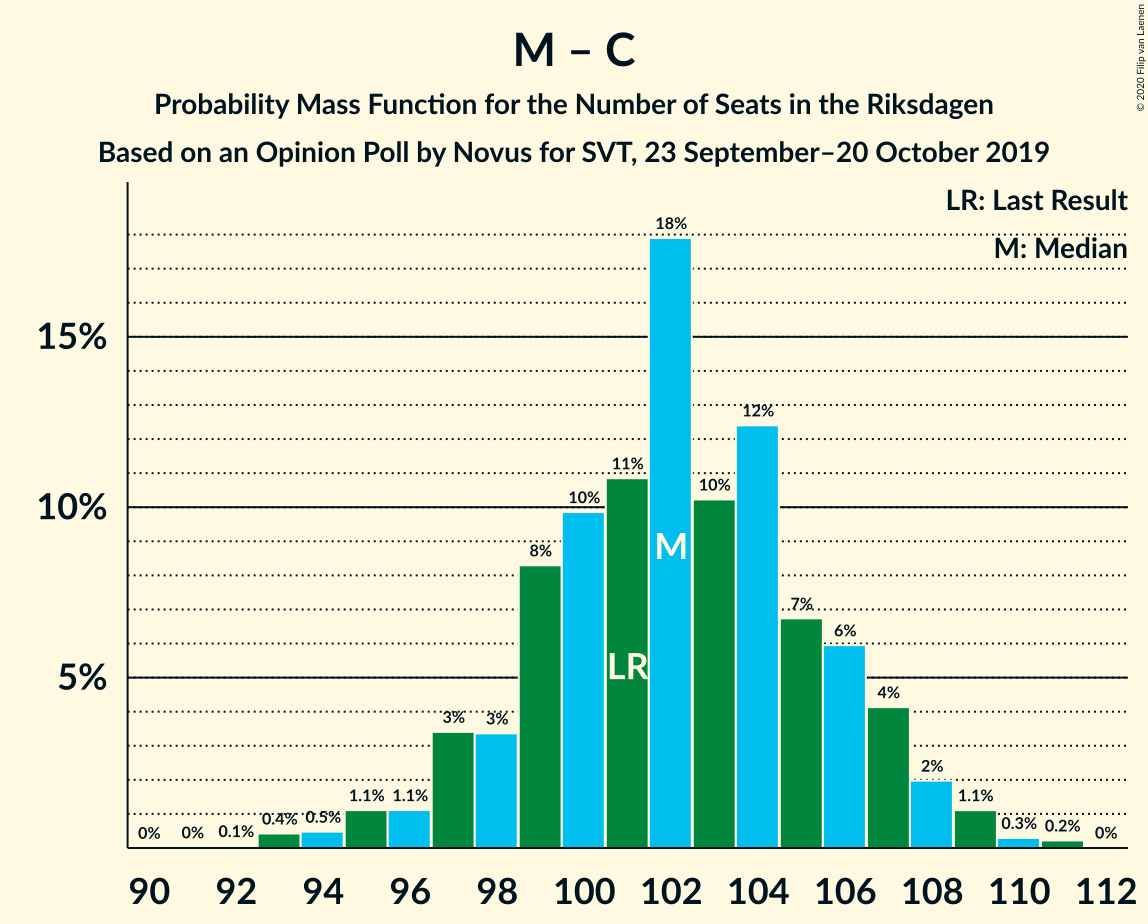 M – C
Probability Mass Function for the Number of Seats in the Riksdagen
Based on an Opinion Poll by Novus for SVT, 23 September–20 October 2019
© 2020 Filip van Laenen
LR: Last Result
M: Median
15%
10%
5%
0%
0%
0.1%
0.4%
0.5%
1.1%
1.1%
3%
3%
8%
10%
11%
18%
10%
12%
7%
6%
4%
2%
1.1%
0.3%
0.2%
0%
LR
M
90 92 94 96 98 100 102 104 106 108 110 112